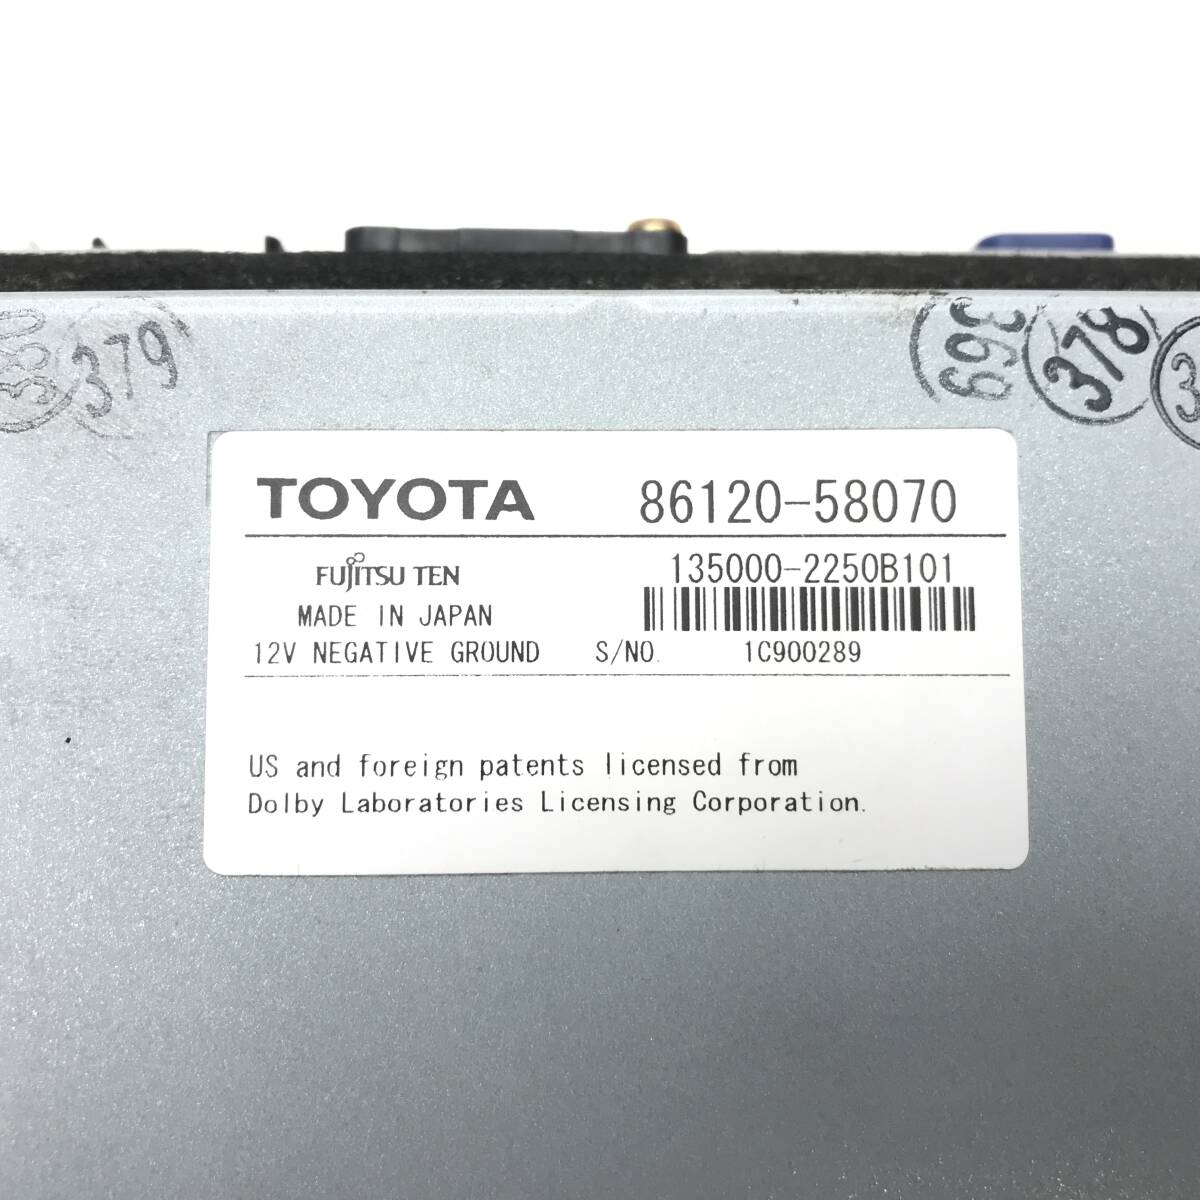 379
369
378
TOYOTA 86120-58070
FUJITSU TEN 135000-2250B101
MADE IN JAPAN
12V NEGATIVE GROUND S/NO. 1C900289
US and foreign patents licensed from
Dolby Laboratories Licensing Corporation.